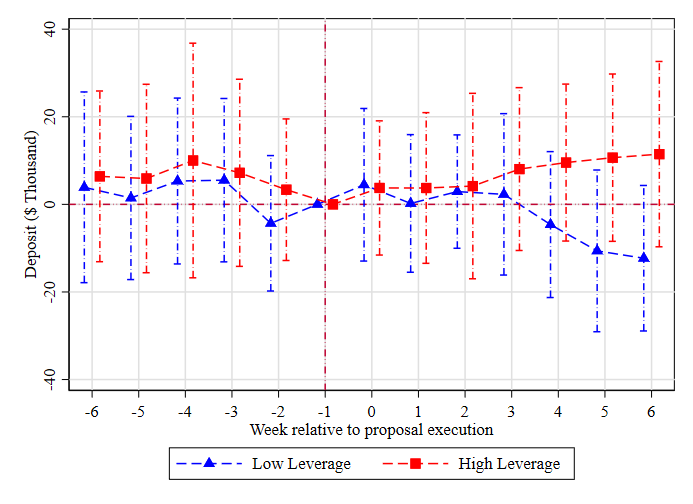 Deposit ($ Thousand)
40
20
0
-20
-40
-6 -5 -4 -3 -2 -1 0 1 2 3 4 5 6
Week relative to proposal execution
Low Leverage High Leverage